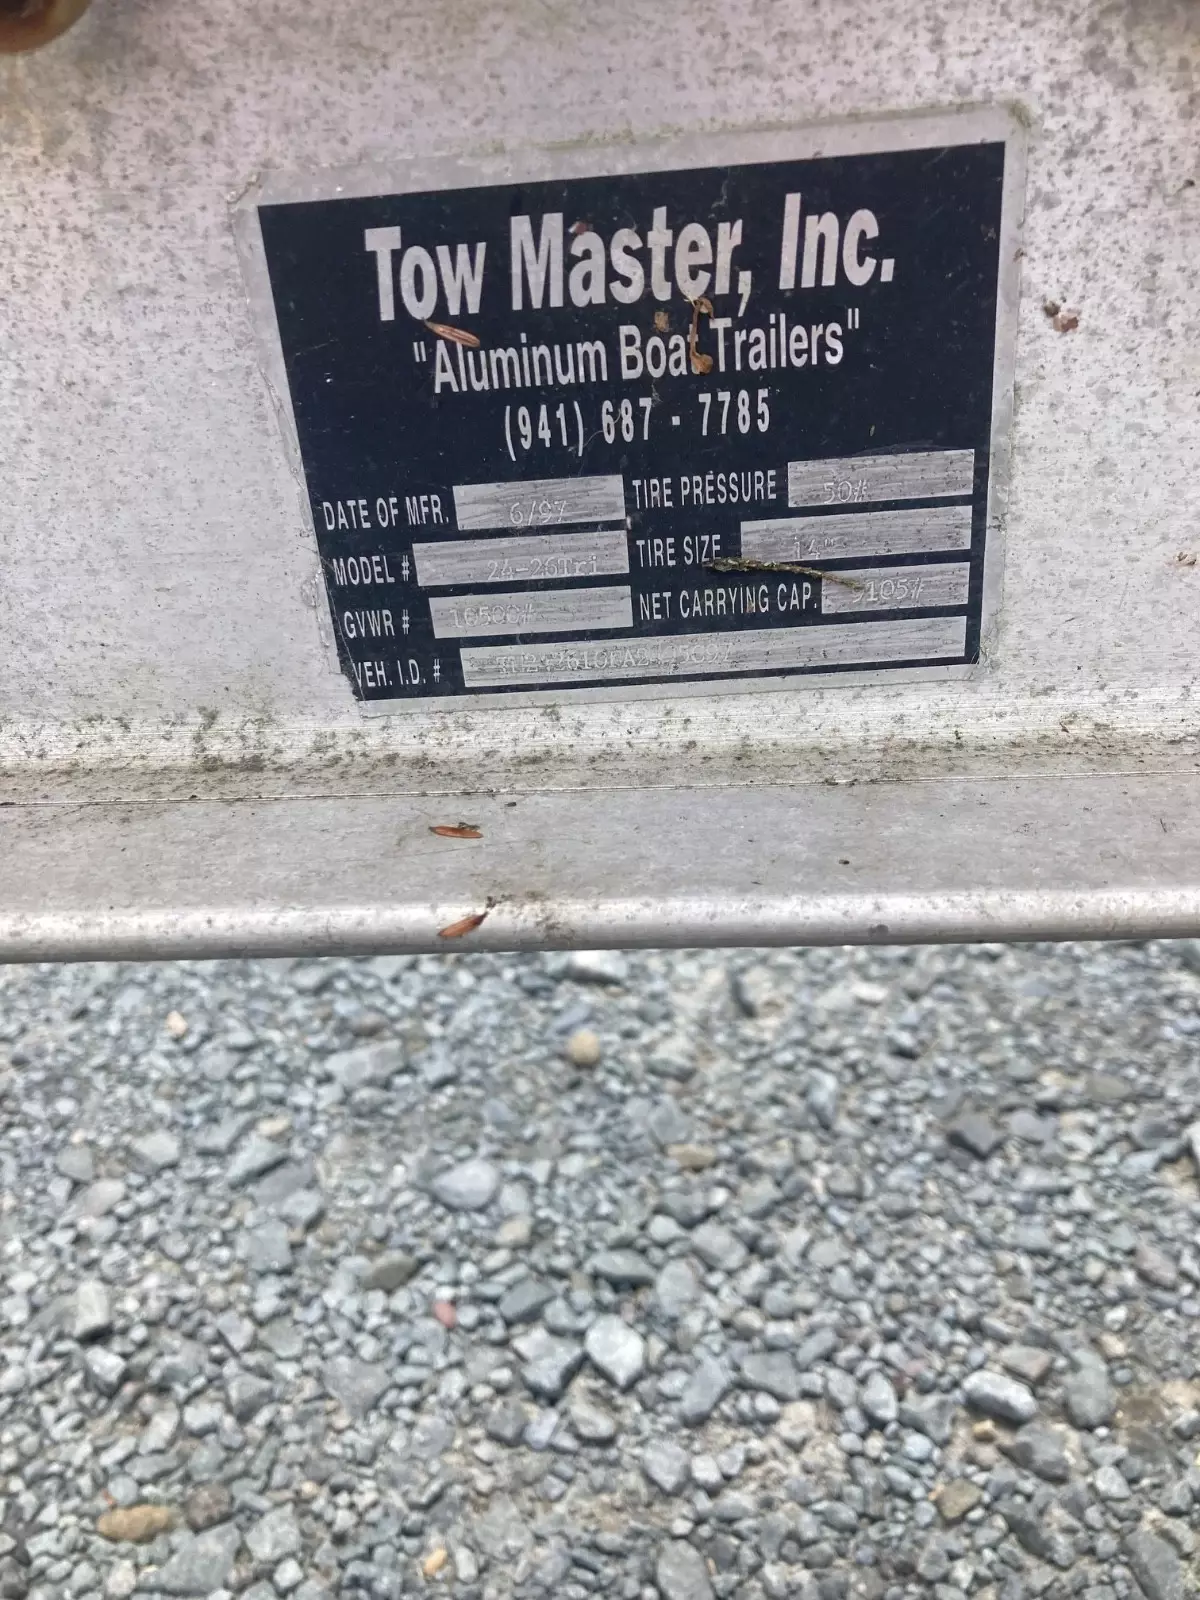 Tow Master, Inc.
"Aluminum Boat Trailers"
(941) 687 - 7785
DATE OF MFR. 6/97 TIRE PRESSURE 50#
MODEL # 24-26Tri TIRE SIZE 14"
GVWR # 16500# NET CARRYING CAP.
VEH. I.D. #